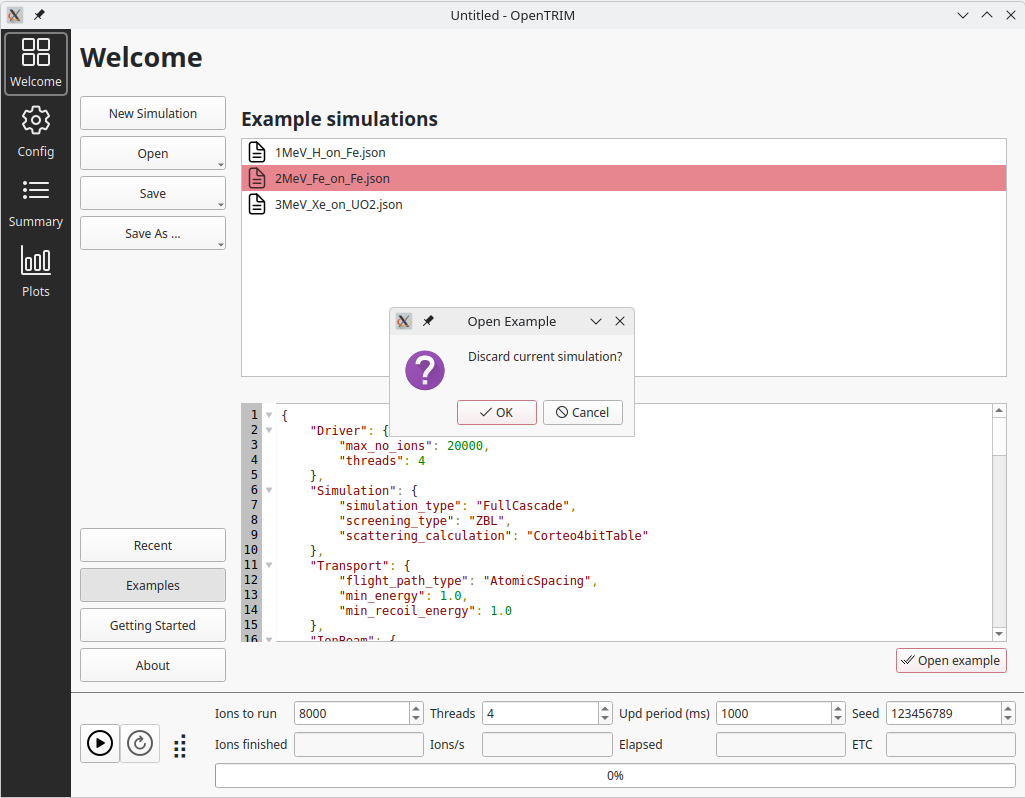 Untitled - OpenTRIM
Welcome
Config
Summary
Plots
Welcome
New Simulation
Open
Save
Save As ...
Recent
Examples
Getting Started
About
Example simulations
1MeV_H_on_Fe.json
2MeV_Fe_on_Fe.json
3MeV_Xe_on_UO2.json
Open Example
Discard current simulation?
OK
Cancel
1 {
2 "Driver": {
3 "max_no_ions": 20000,
4 "threads": 4
5 },
6 "Simulation": {
7 "simulation_type": "FullCascade",
8 "screening_type": "ZBL",
9 "scattering_calculation": "Corteo4bitTable"
10 },
11 "Transport": {
12 "flight_path_type": "AtomicSpacing",
13 "min_energy": 1.0,
14 "min_recoil_energy": 1.0
15 },
16 "IonBeam": {
Open example
Ions to run 8000 Threads 4 Upd period (ms) 1000 Seed 123456789
Ions finished Ions/s Elapsed ETC
0%